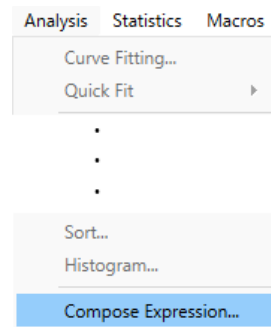 Analysis Statistics Macros
Curve Fitting...
Quick Fit
Sort...
Histogram...
Compose Expression...